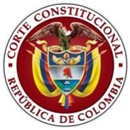 CORTE CONSTITUCIONAL
REPÚBLICA DE COLOMBIA